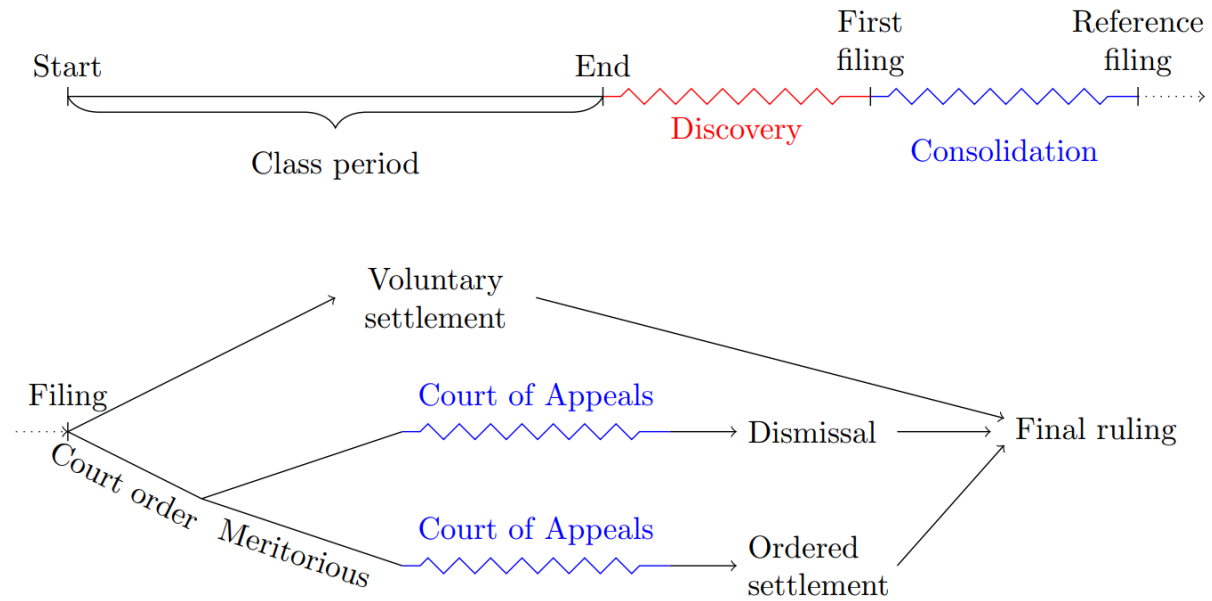 First
filing
Reference
filing
Start
End
Discovery
Consolidation
Class period
Voluntary
settlement
Filing
Court of Appeals
Dismissal
Final ruling
Court order
Meritorious
Court of Appeals
Ordered
settlement